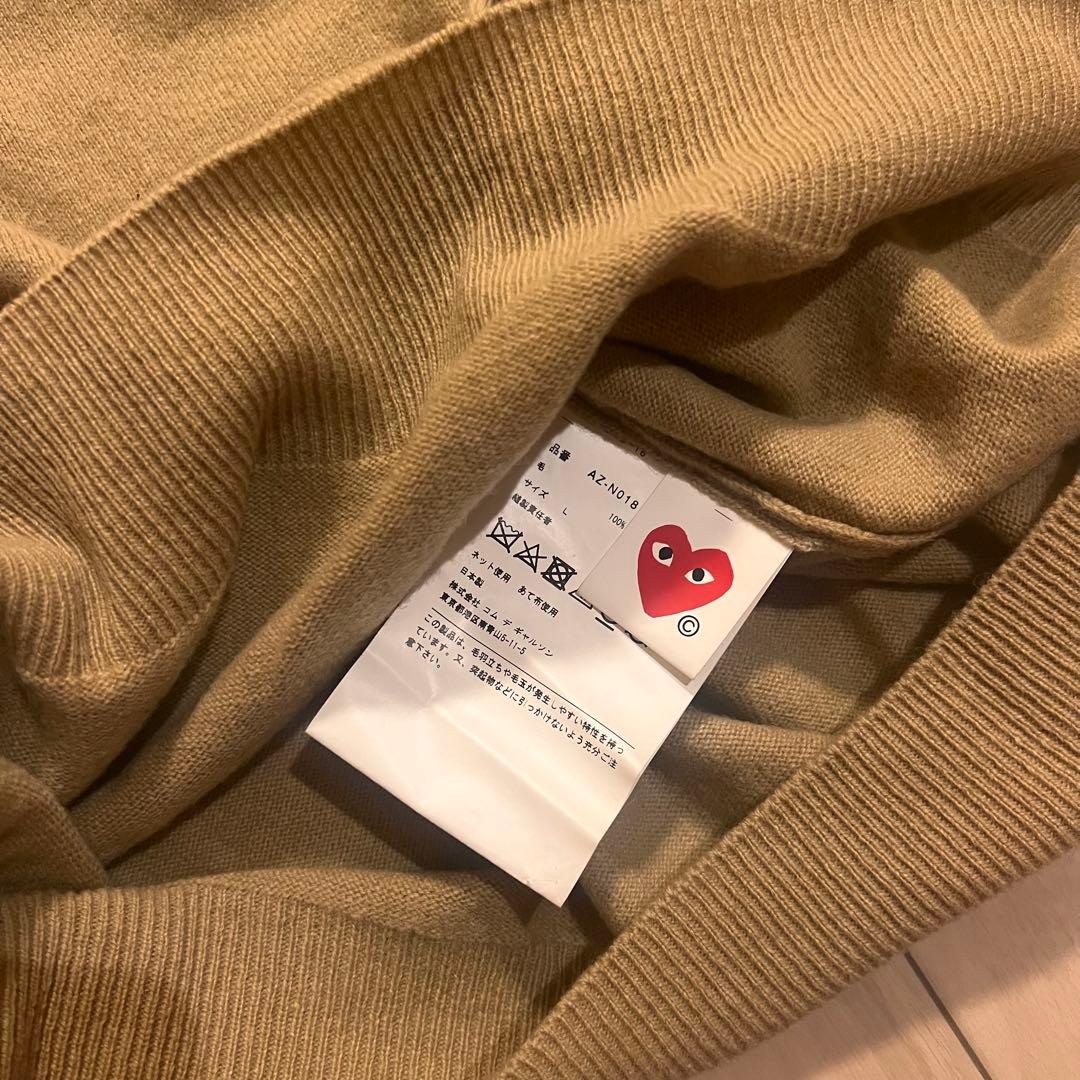 品番 AZ-N018
毛 100%
サイズ L
縫製責任者
ネット使用 あて布使用
日本製
株式会社 コム デ ギャルソン
東京都港区南青山5-11-5
この製品は、毛羽立ちや毛玉が発生しやすい特性を持っ
ています。又、突起物などに引っかけないよう充分ご注
意下さい。
©